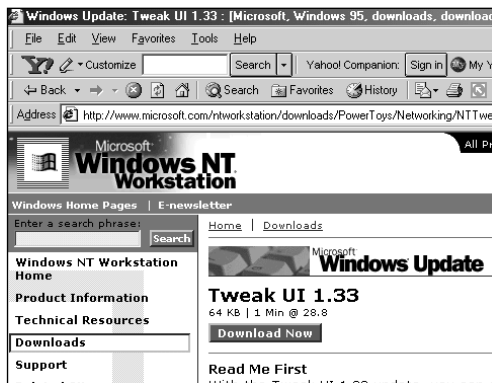 Windows Update: Tweak UI 1.33 : [Microsoft, Windows 95, downloads, download
File Edit View Favorites Tools Help
Y? Customize Search Yahoo! Companion: Sign in My Y
Back Search Favorites History
Address http://www.microsoft.com/ntworkstation/downloads/PowerToys/Networking/NTTwe
All Pr
Microsoft
Windows NT
Workstation
Windows Home Pages | E-newsletter
Enter a search phrase:
Search
Home | Downloads
Microsoft
Windows Update
Windows NT Workstation
Home
Product Information
Technical Resources
Downloads
Support
Tweak UI 1.33
64 KB | 1 Min @ 28.8
Download Now
Read Me First